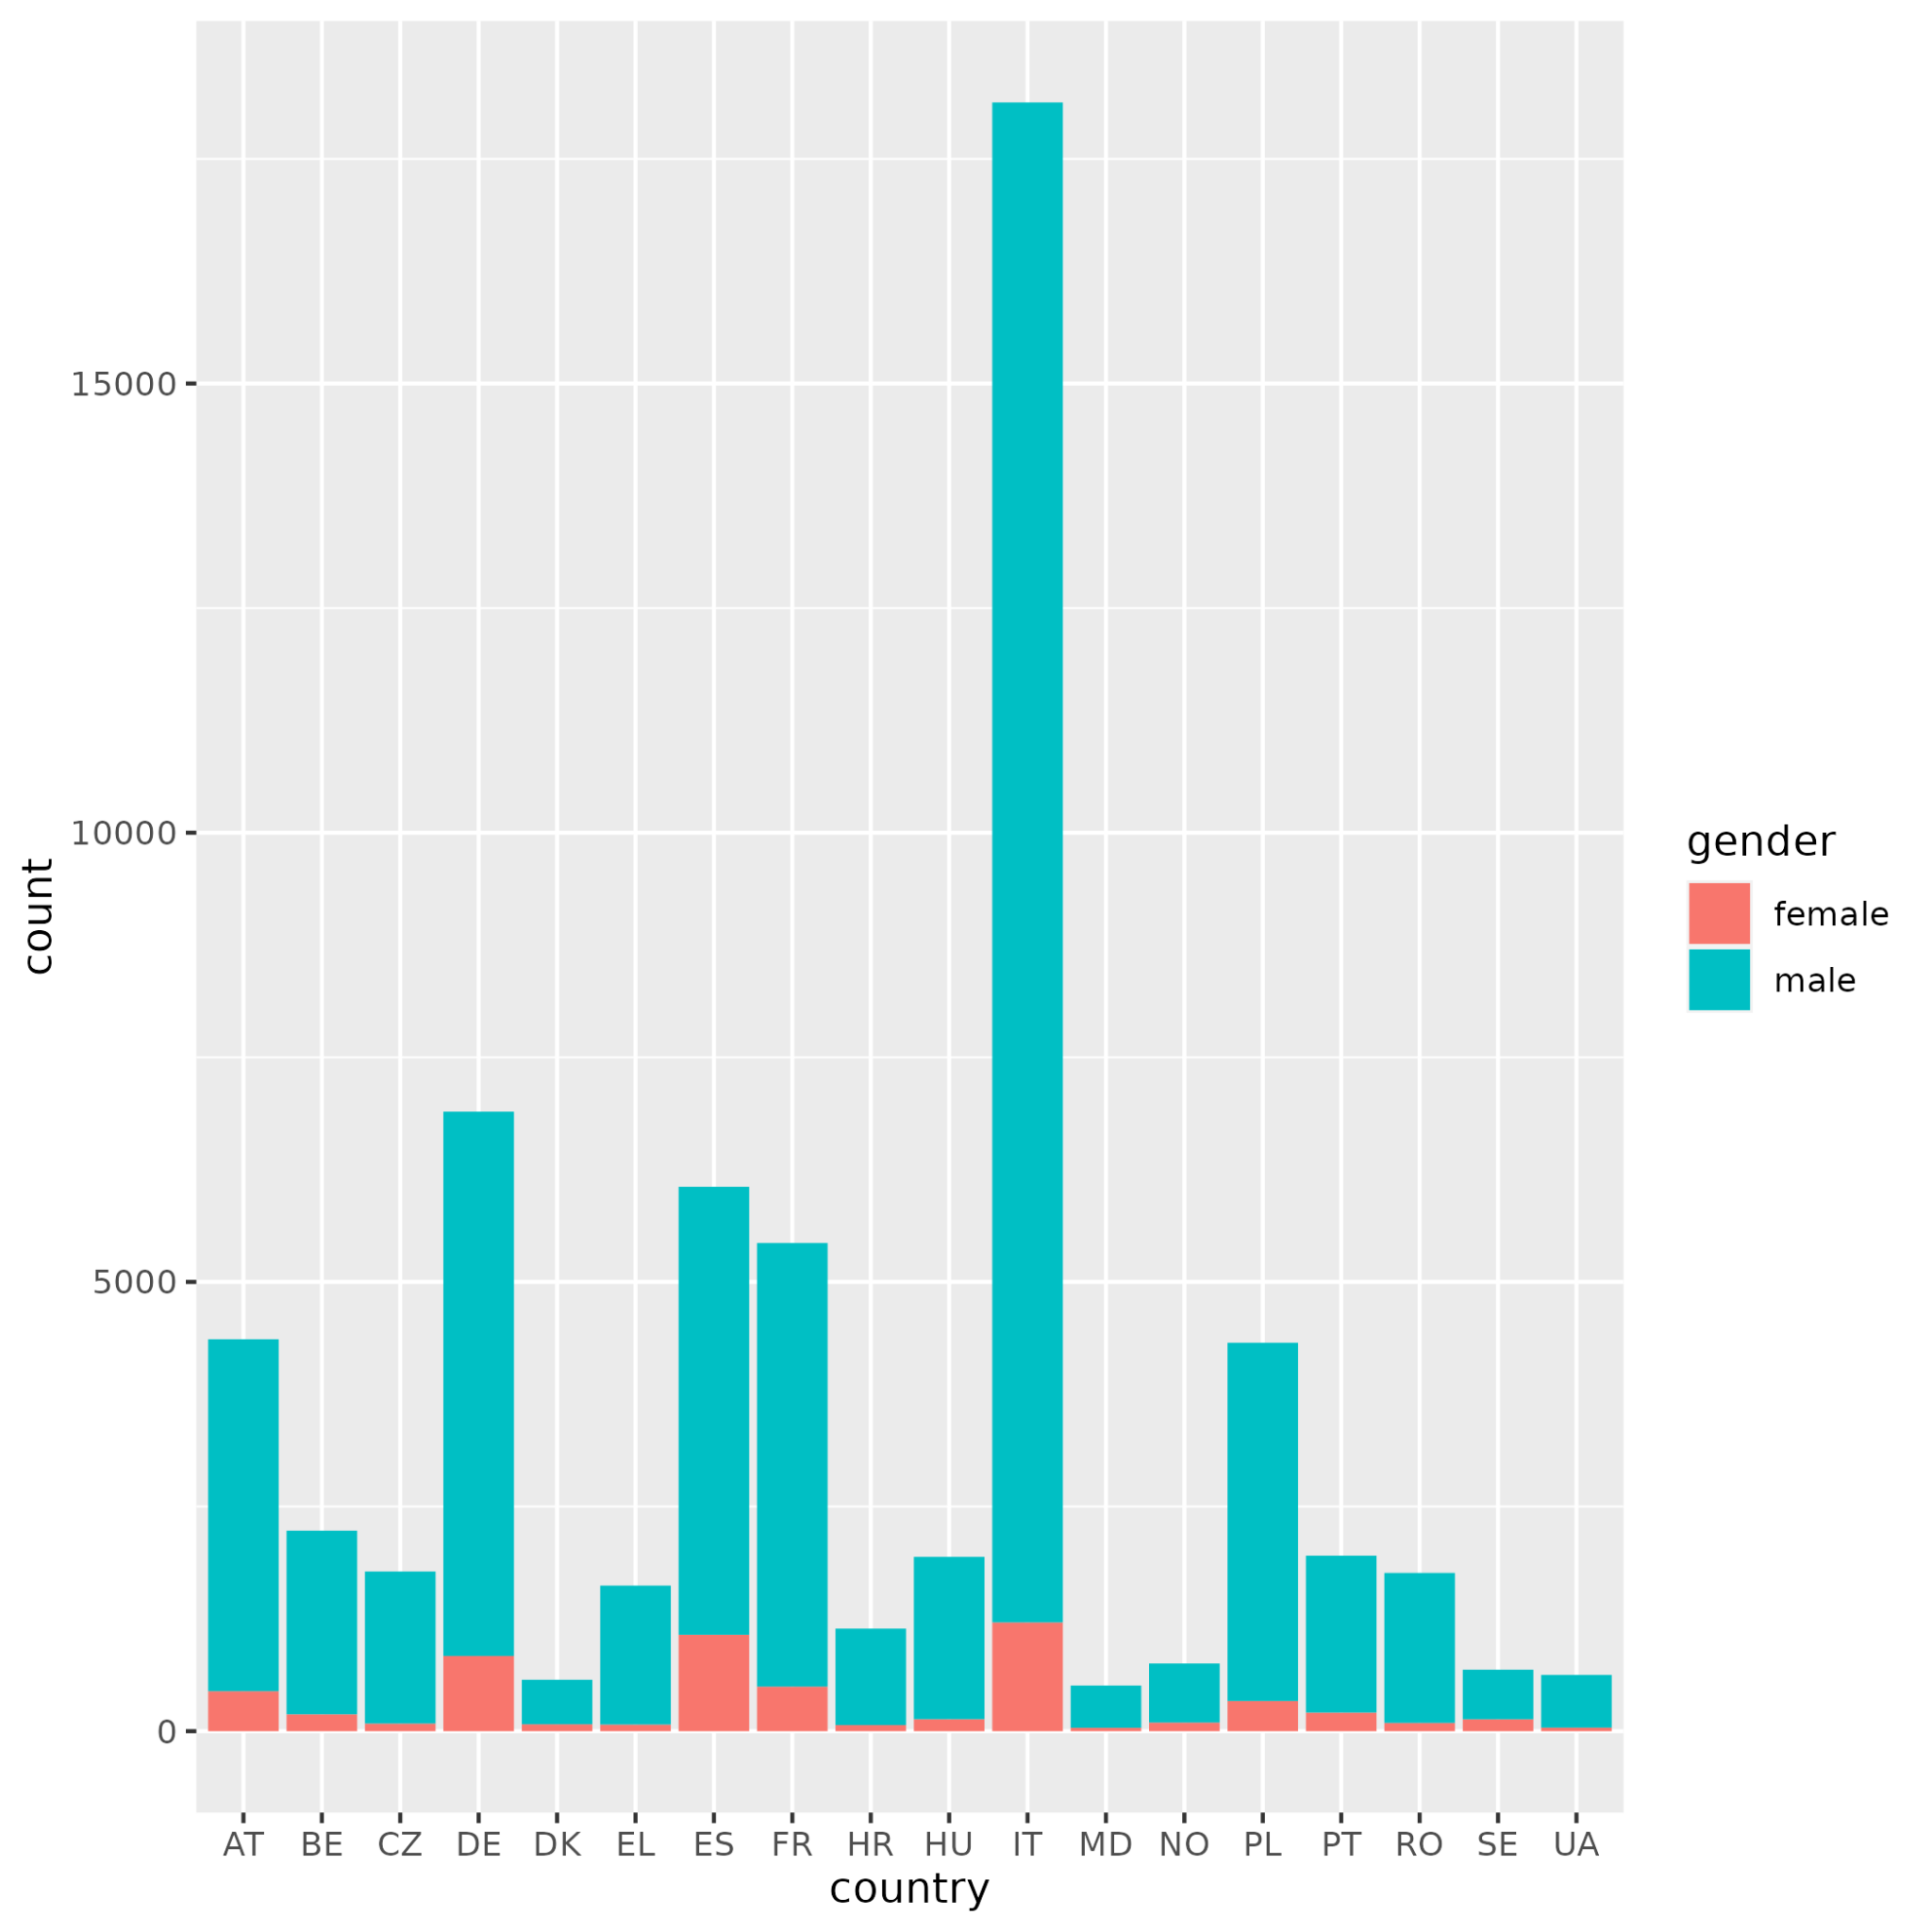 15000
10000
5000
0
count
AT BE CZ DE DK EL ES FR HR HU IT MD NO PL PT RO SE UA
country
gender
female
male